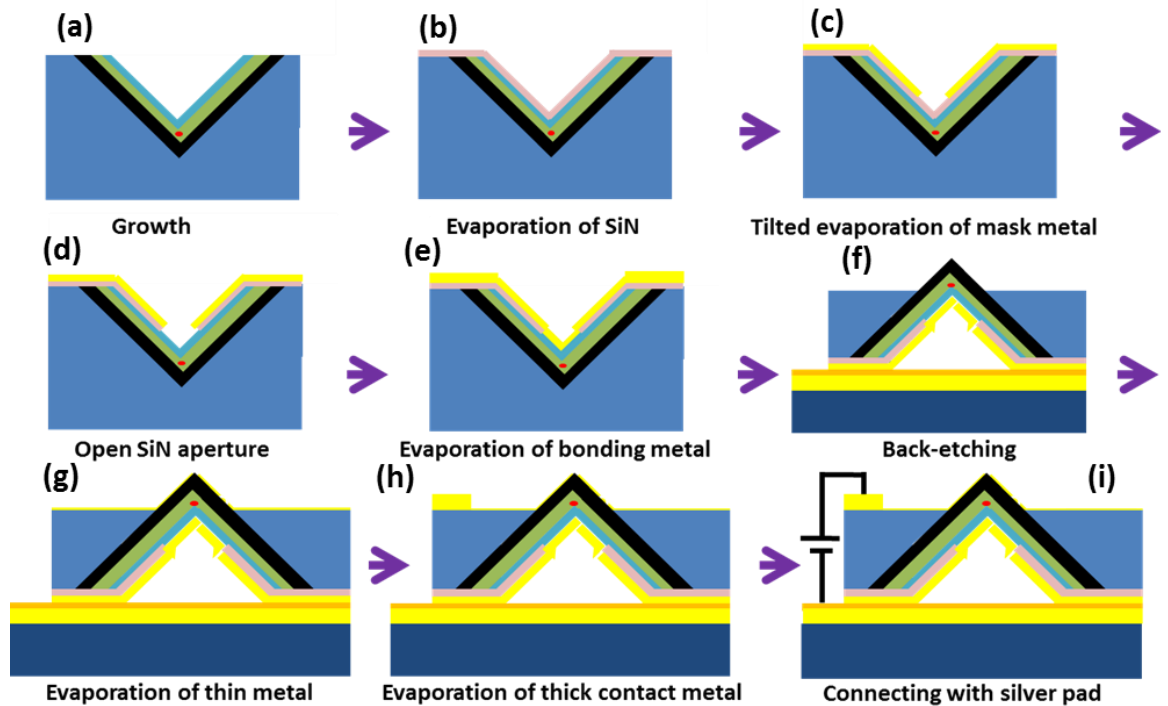 (a)
(b)
(c)
Growth
Evaporation of SiN
Tilted evaporation of mask metal
(d)
(e)
(f)
Open SiN aperture
Evaporation of bonding metal
Back-etching
(g)
(h)
(i)
Evaporation of thin metal
Evaporation of thick contact metal
Connecting with silver pad